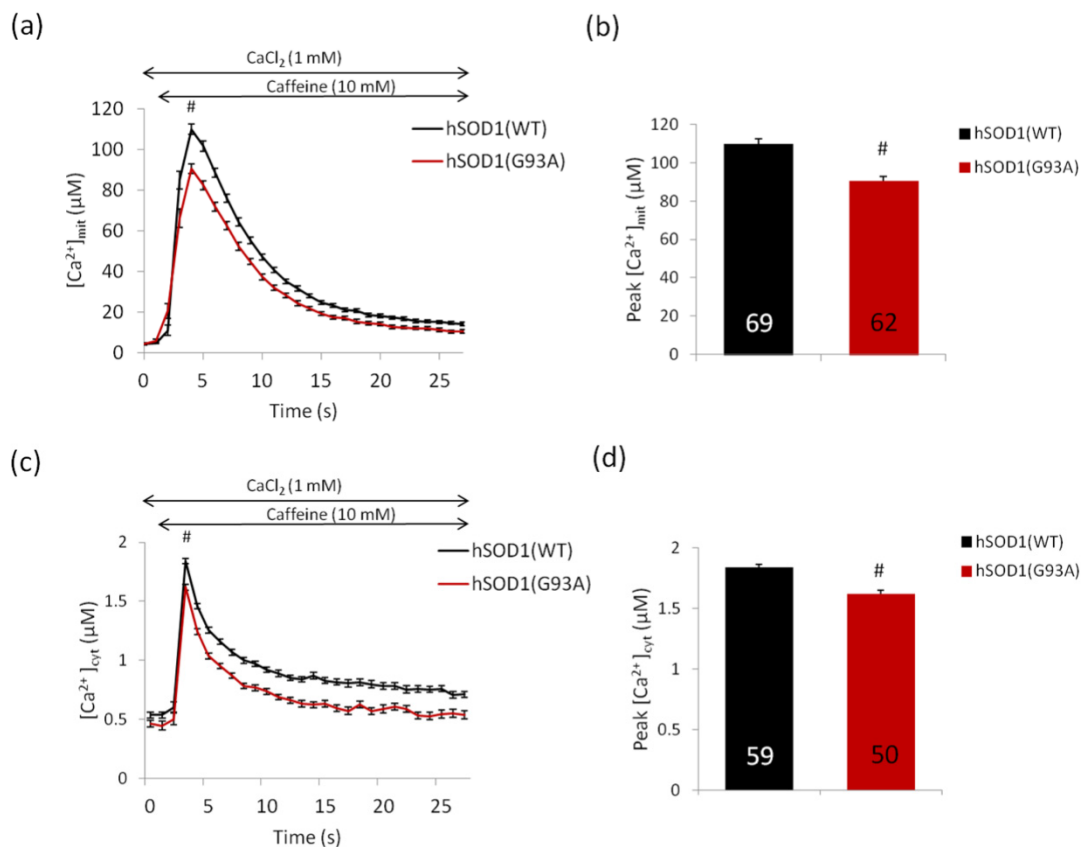 (a)
CaCl₂ (1 mM)
Caffeine (10 mM)
#
hSOD1(WT)
hSOD1(G93A)
120
100
80
60
40
20
0
[Ca²⁺]mit (µM)
0 5 10 15 20 25
Time (s)
(b)
120
100
80
60
40
20
0
Peak [Ca²⁺]mit (µM)
#
69
62
hSOD1(WT)
hSOD1(G93A)
(c)
CaCl₂ (1 mM)
Caffeine (10 mM)
#
hSOD1(WT)
hSOD1(G93A)
2
1.5
1
0.5
0
[Ca²⁺]cyt (µM)
0 5 10 15 20 25
Time (s)
(d)
2
1.5
1
0.5
0
Peak [Ca²⁺]cyt (µM)
#
59
50
hSOD1(WT)
hSOD1(G93A)